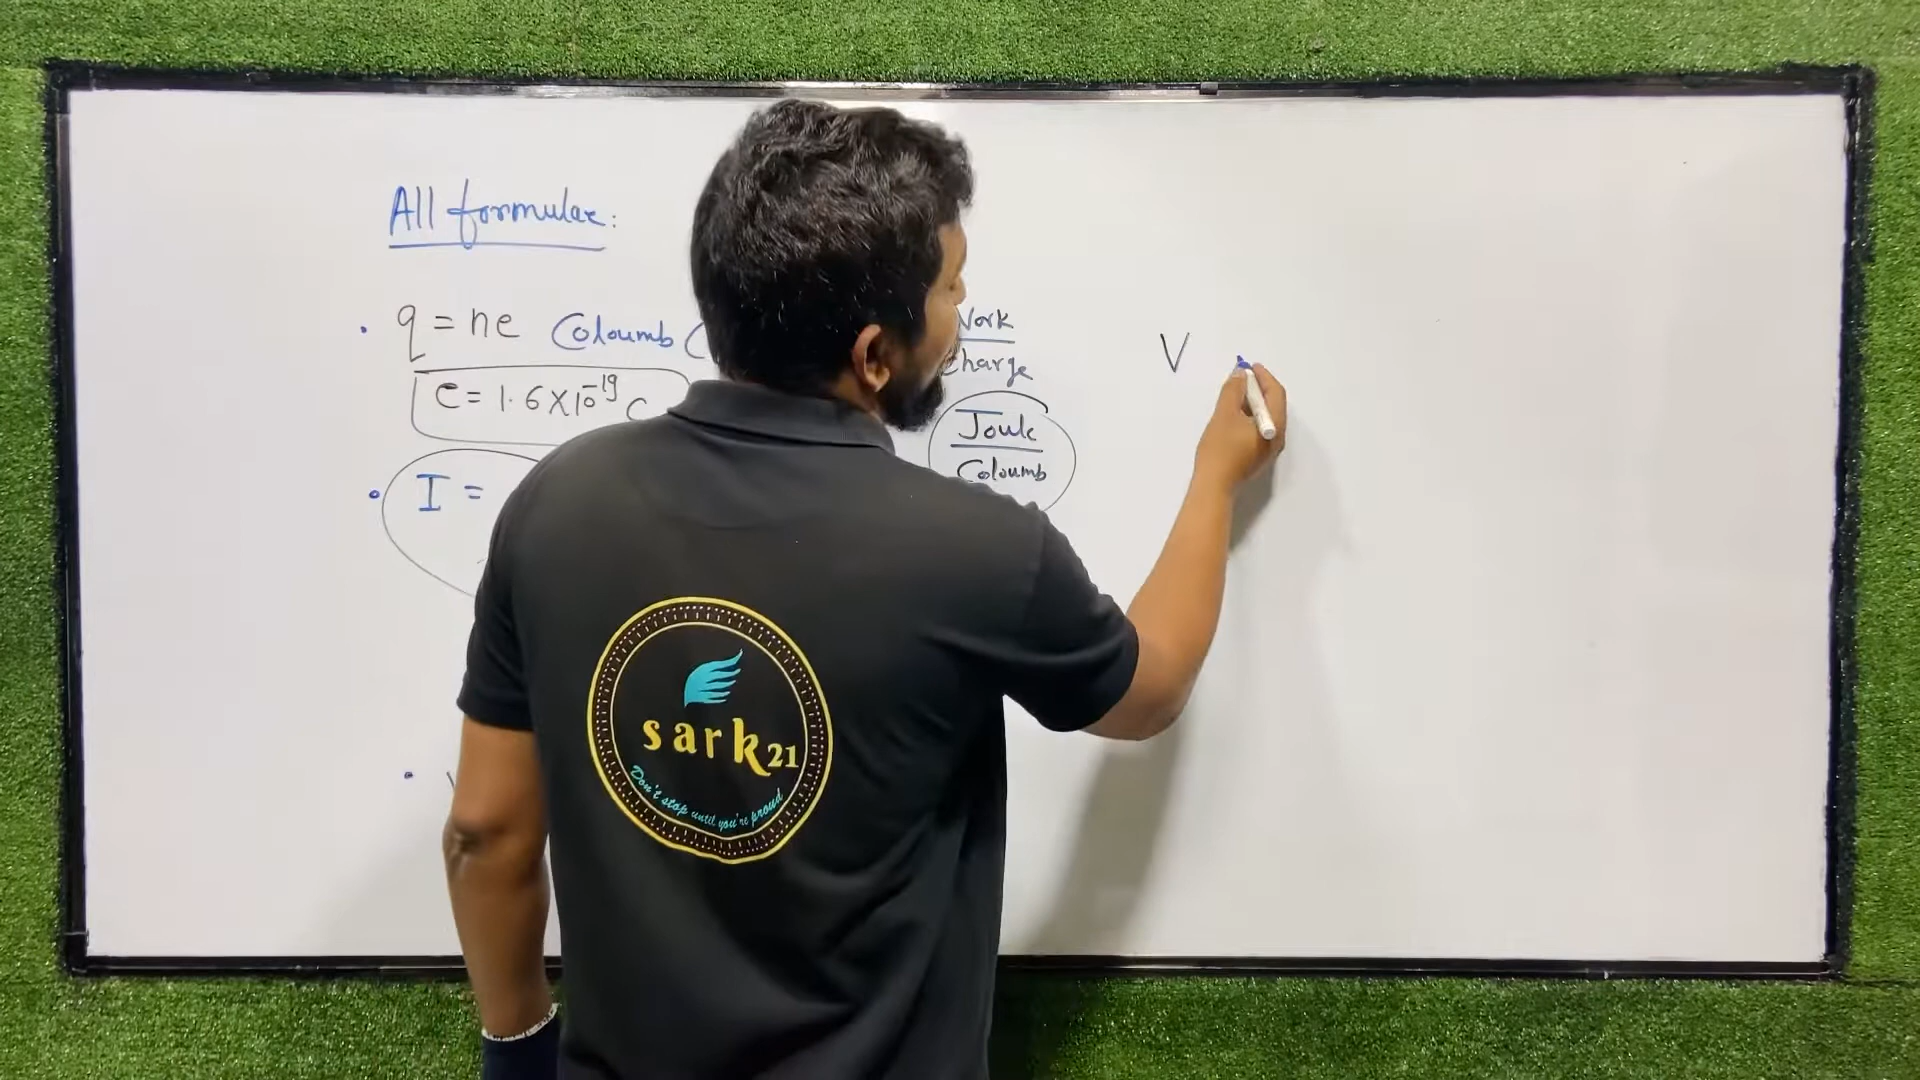 All formulae:
• q = ne Coloumb (
e = 1.6×10⁻¹⁹ C
• I =
•
Work
Charge
Joule
Coloumb
V
sark21
Don't stop until you're proud